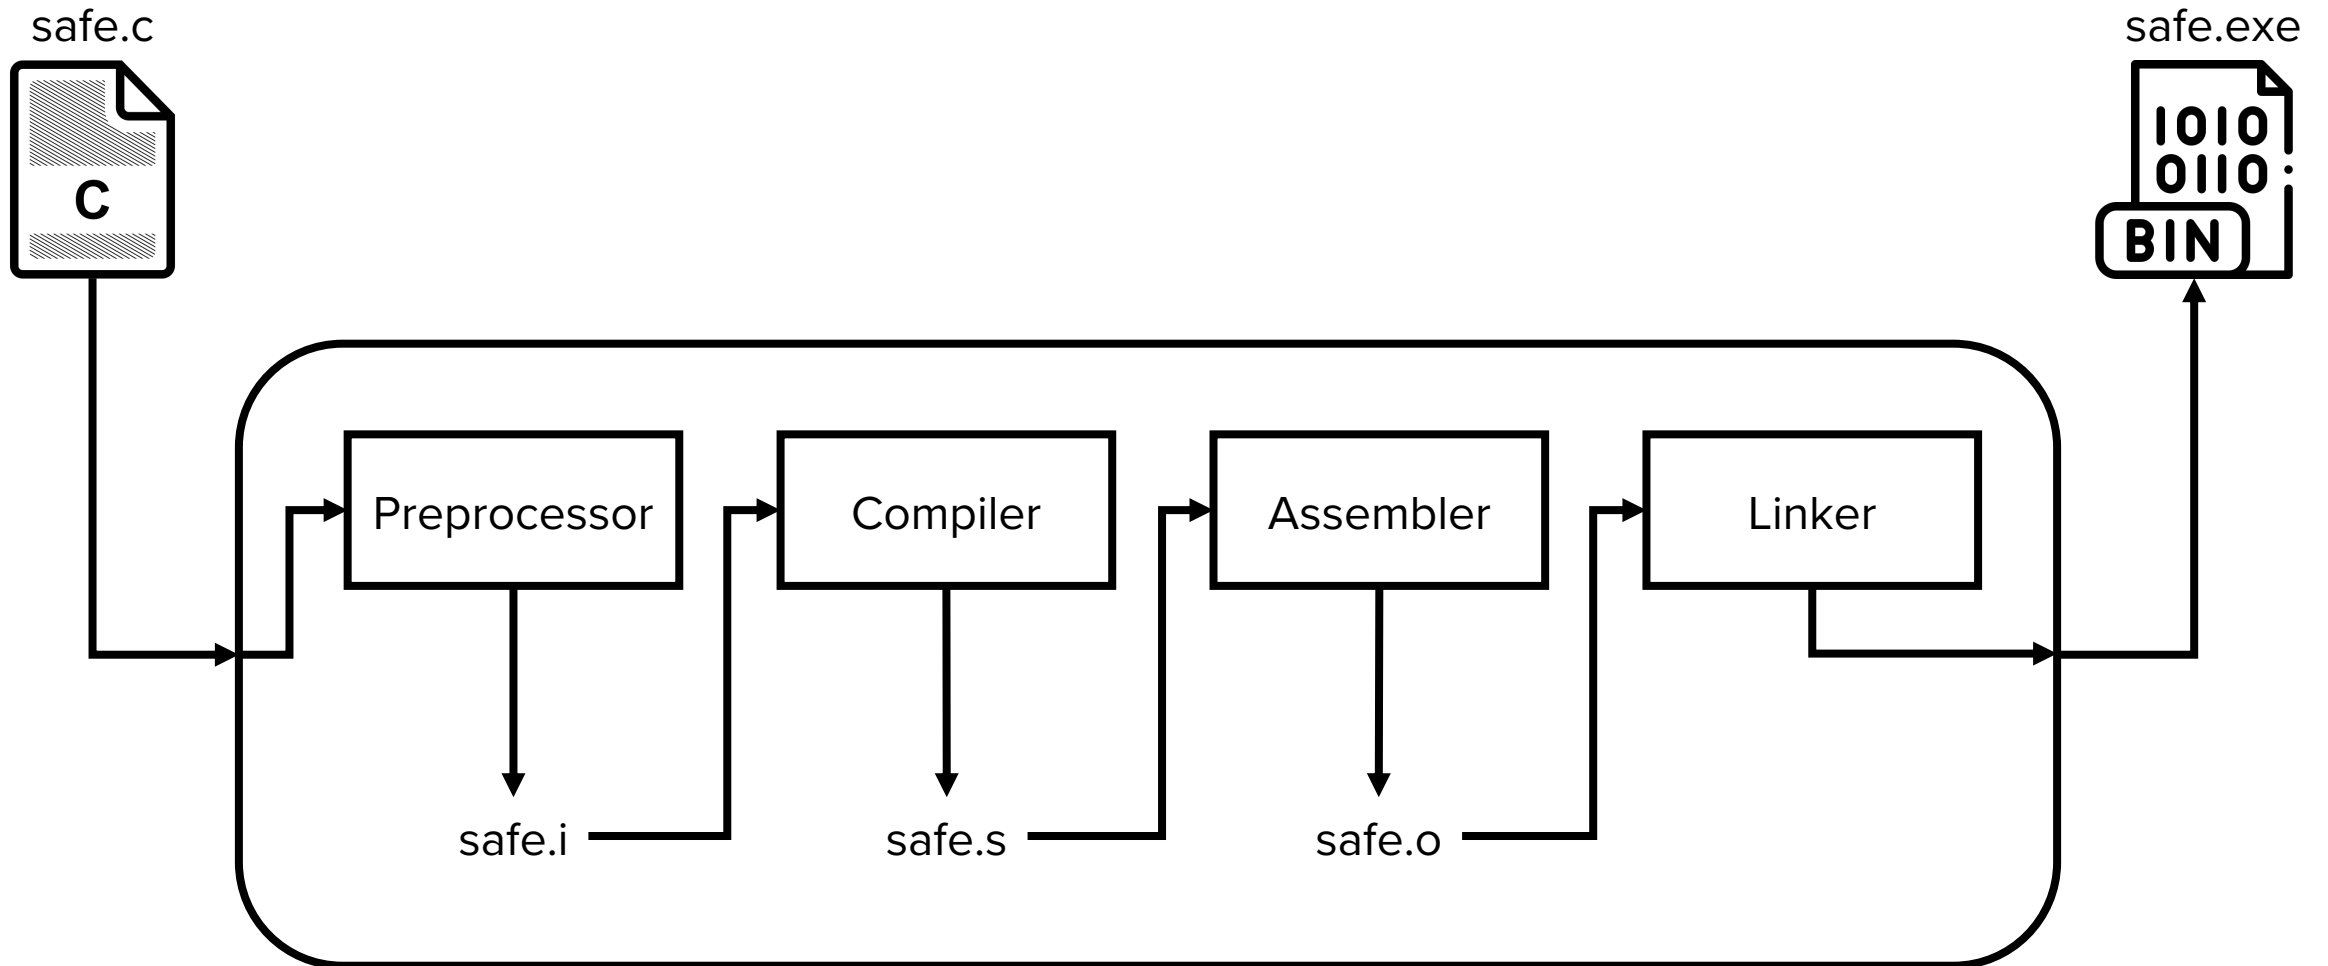 safe.c
safe.exe
C
1010
0110
BIN
Preprocessor
Compiler
Assembler
Linker
safe.i
safe.s
safe.o